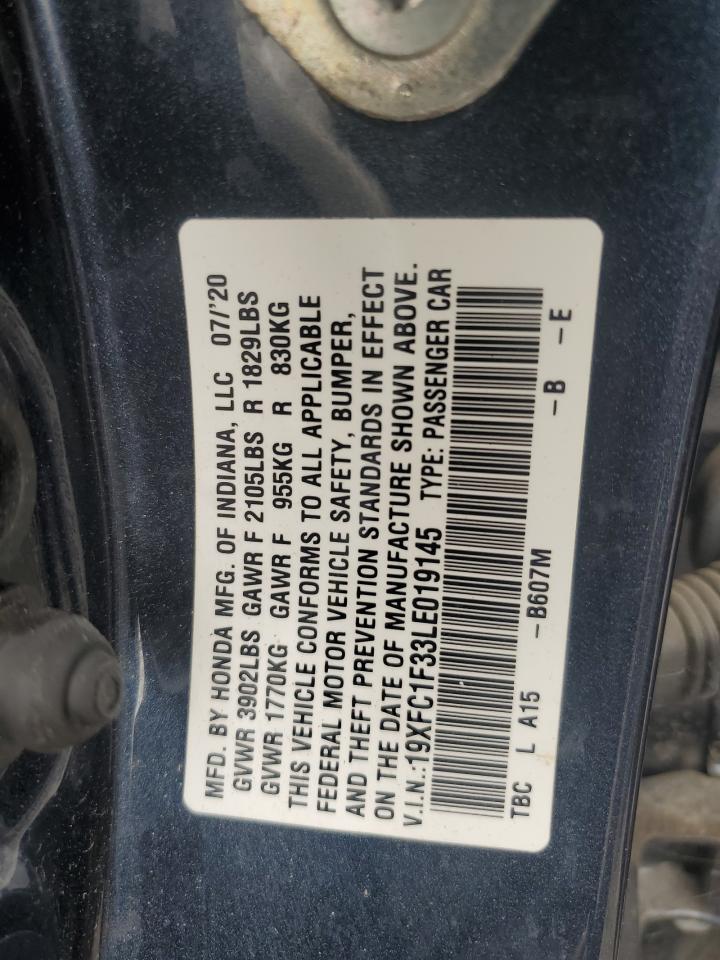 MFD. BY HONDA MFG. OF INDIANA, LLC 07/'20
GVWR 3902LBS GAWR F 2105LBS R 1829LBS
GVWR 1770KG GAWR F 955KG R 830KG
THIS VEHICLE CONFORMS TO ALL APPLICABLE
FEDERAL MOTOR VEHICLE SAFETY, BUMPER,
AND THEFT PREVENTION STANDARDS IN EFFECT
ON THE DATE OF MANUFACTURE SHOWN ABOVE.
V.I.N.:19XFC1F33LE019145 TYPE: PASSENGER CAR
TBC L A15 -B607M -B -E